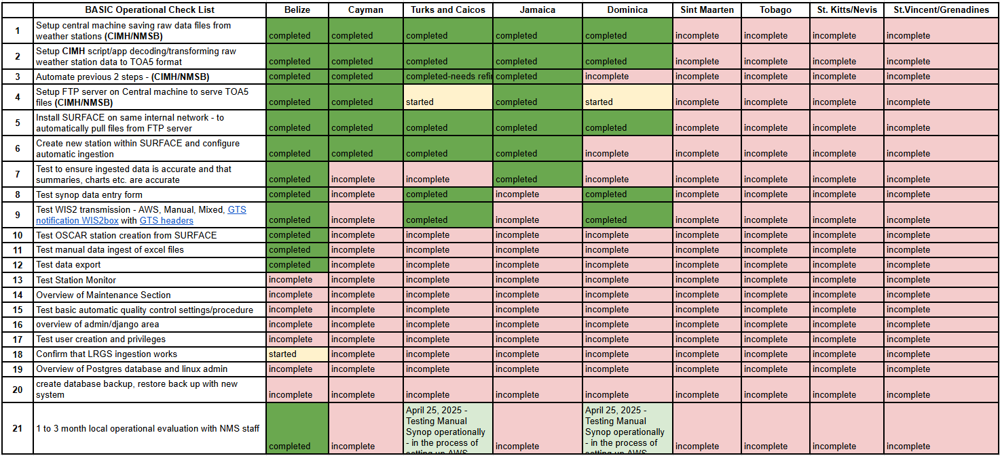 BASIC Operational Check List Belize Cayman Turks and Caicos Jamaica Dominica Sint Maarten Tobago St. Kitts/Nevis St.Vincent/Grenadines
1 Setup central machine saving raw data files from
weather stations (CIMH/NMSB) completed completed completed completed completed incomplete incomplete incomplete incomplete
2 Setup CIMH script/app decoding/transforming raw
weather station data to TOA5 format completed completed completed completed completed incomplete incomplete incomplete incomplete
3 Automate previous 2 steps - (CIMH/NMSB) completed completed completed-needs refin completed incomplete incomplete incomplete incomplete incomplete
4 Setup FTP server on Central machine to serve TOA5
files (CIMH/NMSB) completed completed started completed started incomplete incomplete incomplete incomplete
5 Install SURFACE on same internal network - to
automatically pull files from FTP server completed completed completed completed completed incomplete incomplete incomplete incomplete
6 Create new station within SURFACE and configure
automatic ingestion completed completed completed completed incomplete incomplete incomplete incomplete incomplete
7 Test to ensure ingested data is accurate and that
summaries, charts etc. are accurate completed incomplete incomplete completed incomplete incomplete incomplete incomplete incomplete
8 Test synop data entry form completed incomplete completed incomplete completed incomplete incomplete incomplete incomplete
9 Test WIS2 transmission - AWS, Manual, Mixed, GTS
notification WIS2box with GTS headers completed incomplete completed incomplete completed incomplete incomplete incomplete incomplete
10 Test OSCAR station creation from SURFACE completed incomplete incomplete incomplete incomplete incomplete incomplete incomplete incomplete
11 Test manual data ingest of excel files completed incomplete incomplete incomplete incomplete incomplete incomplete incomplete incomplete
12 Test data export completed incomplete incomplete incomplete incomplete incomplete incomplete incomplete incomplete
13 Test Station Monitor incomplete incomplete incomplete incomplete incomplete incomplete incomplete incomplete incomplete
14 Overview of Maintenance Section incomplete incomplete incomplete incomplete incomplete incomplete incomplete incomplete incomplete
15 Test basic automatic quality control settings/procedure incomplete incomplete incomplete incomplete incomplete incomplete incomplete incomplete incomplete
16 overview of admin/django area incomplete incomplete incomplete incomplete incomplete incomplete incomplete incomplete incomplete
17 Test user creation and privileges incomplete incomplete incomplete incomplete incomplete incomplete incomplete incomplete incomplete
18 Confirm that LRGS ingestion works started incomplete incomplete incomplete incomplete incomplete incomplete incomplete incomplete
19 Overview of Postgres database and linux admin incomplete incomplete incomplete incomplete incomplete incomplete incomplete incomplete incomplete
20 create database backup, restore back up with new
system incomplete incomplete incomplete incomplete incomplete incomplete incomplete incomplete incomplete
21 1 to 3 month local operational evaluation with NMS staff completed incomplete
April 25, 2025 -
Testing Manual
Synop operationally
- in the process of
setting up AWS
incomplete
April 25, 2025 -
Testing Manual
Synop operationally
- in the process of
setting up AWS
incomplete incomplete incomplete incomplete